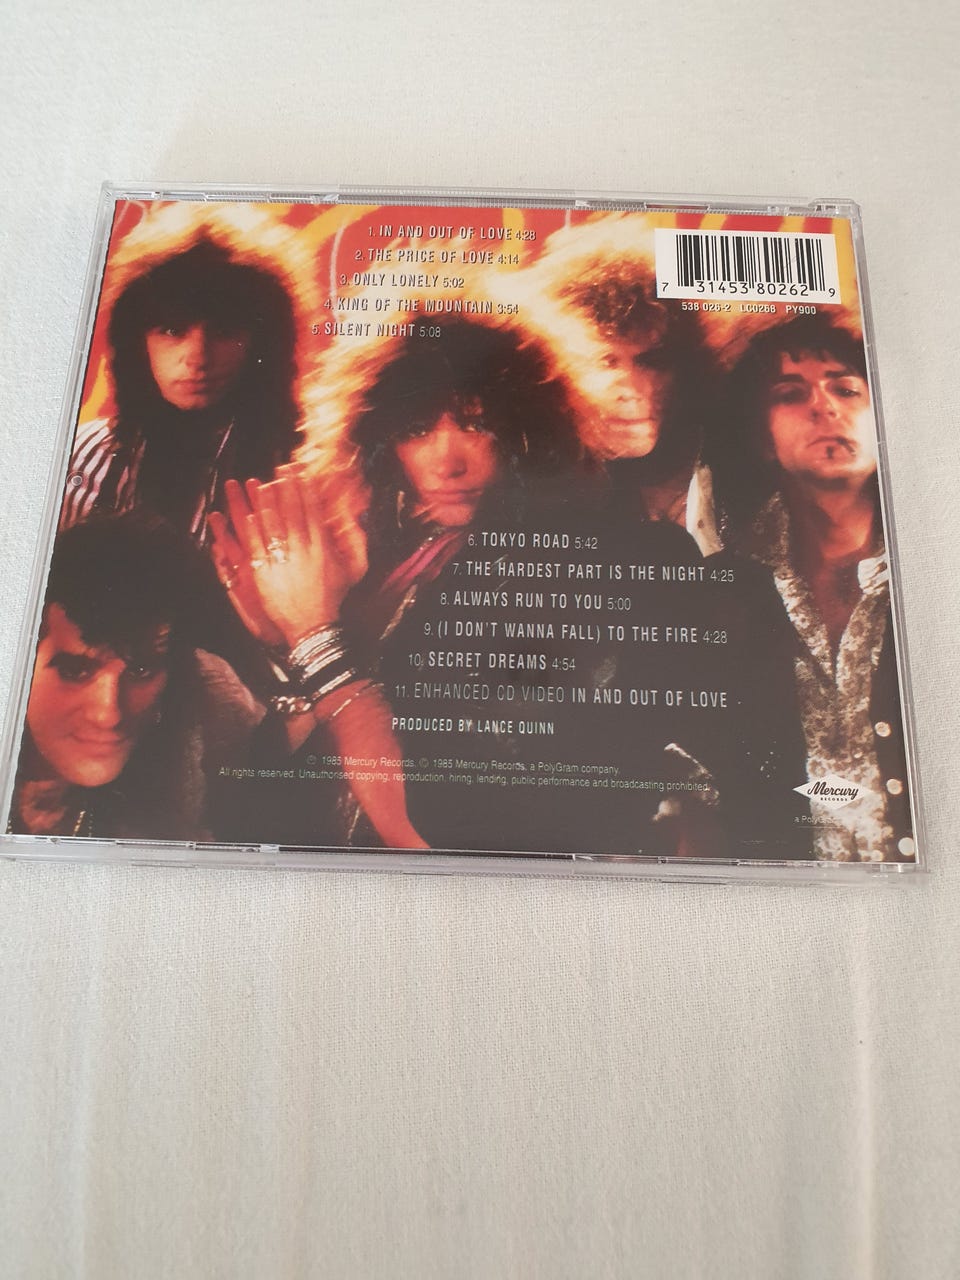 1. IN AND OUT OF LOVE 4:28
2. THE PRICE OF LOVE 4:14
3. ONLY LONELY 5:02
4. KING OF THE MOUNTAIN 3:54
5. SILENT NIGHT 5:08
7 31453 80262 9
538 026-2 LC0268 PY900
6. TOKYO ROAD 5:42
7. THE HARDEST PART IS THE NIGHT 4:25
8. ALWAYS RUN TO YOU 5:00
9. (I DON'T WANNA FALL) TO THE FIRE 4:28
10. SECRET DREAMS 4:54
11. ENHANCED CD VIDEO IN AND OUT OF LOVE
PRODUCED BY LANCE QUINN
℗ 1985 Mercury Records. © 1985 Mercury Records, a PolyGram company.
All rights reserved. Unauthorised copying, reproduction, hiring, lending, public performance and broadcasting prohibited.
Mercury
RECORDS
a PolyGram